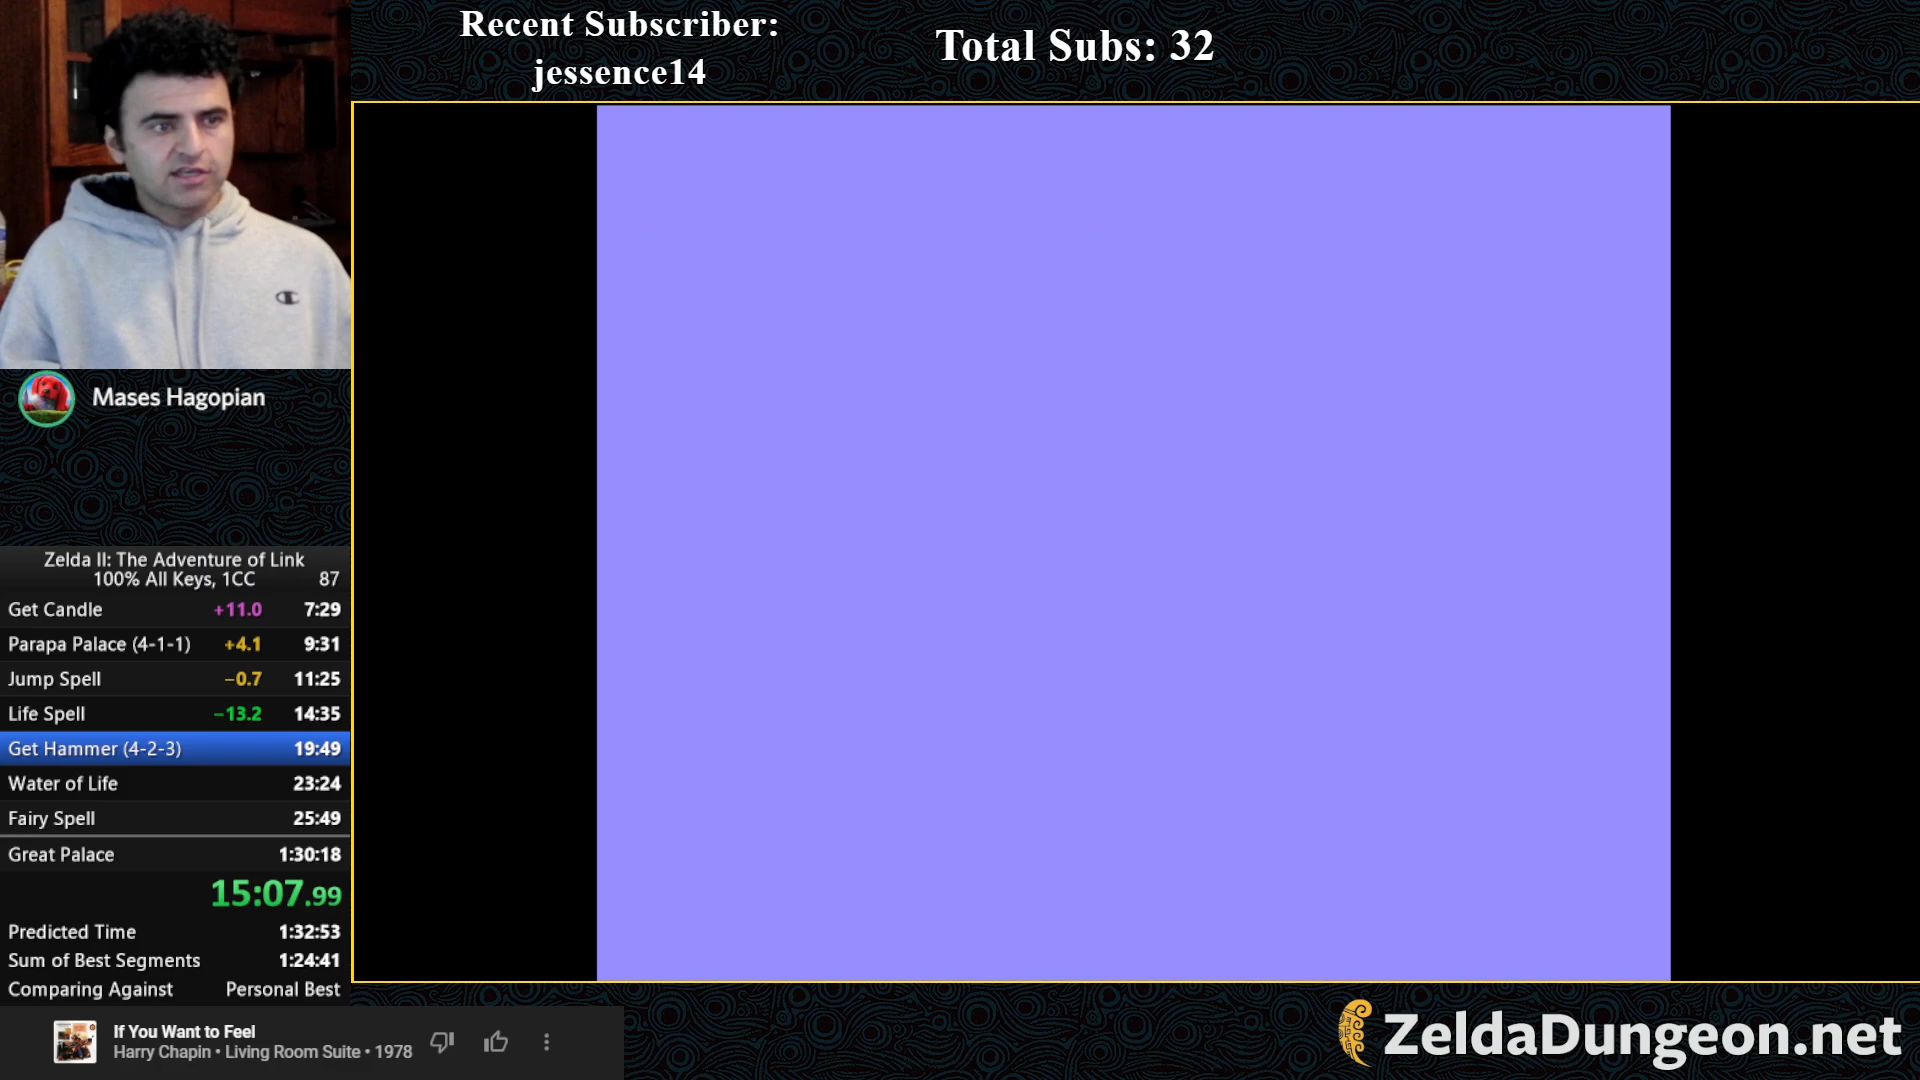 Recent Subscriber:
jessence14
Total Subs: 32
Mases Hagopian
Zelda II: The Adventure of Link
100% All Keys, 1CC 87
Get Candle +11.0 7:29
Parapa Palace (4-1-1) +4.1 9:31
Jump Spell −0.7 11:25
Life Spell −13.2 14:35
Get Hammer (4-2-3) 19:49
Water of Life 23:24
Fairy Spell 25:49
Great Palace 1:30:18
15:07.99
Predicted Time 1:32:53
Sum of Best Segments 1:24:41
Comparing Against Personal Best
If You Want to Feel
Harry Chapin • Living Room Suite • 1978
ZeldaDungeon.net